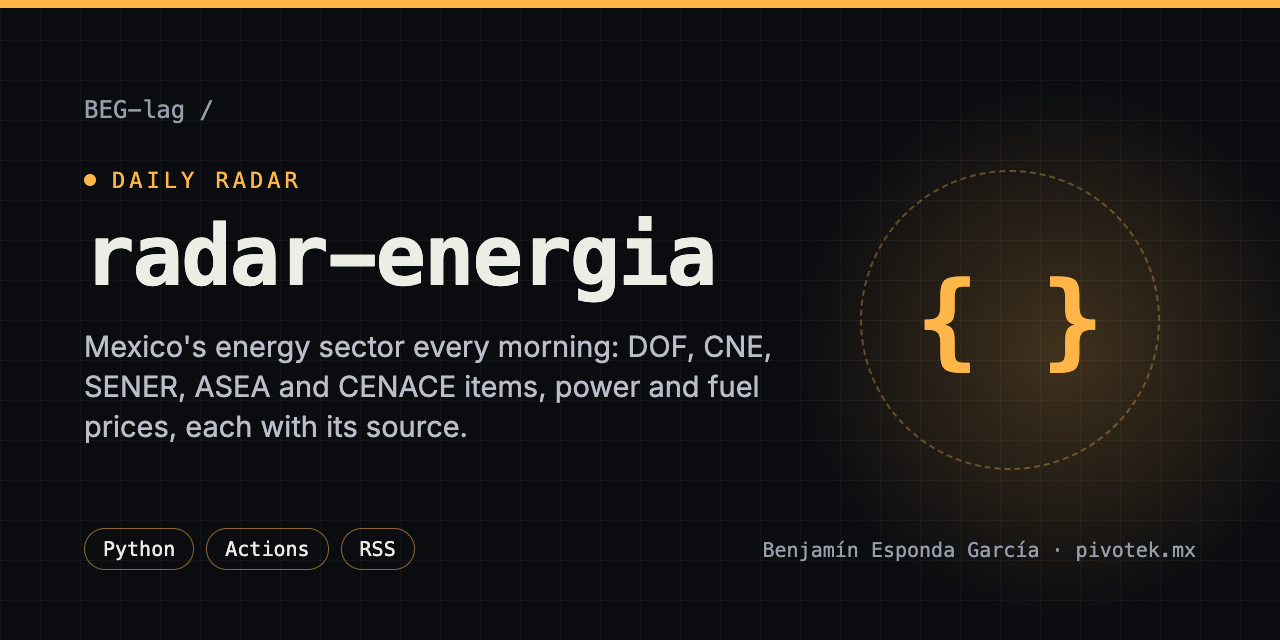 BEG-lag /
DAILY RADAR
radar-energia
Mexico's energy sector every morning: DOF, CNE,
SENER, ASEA and CENACE items, power and fuel
prices, each with its source.
{ }
Python Actions RSS
Benjamín Esponda García · pivotek.mx